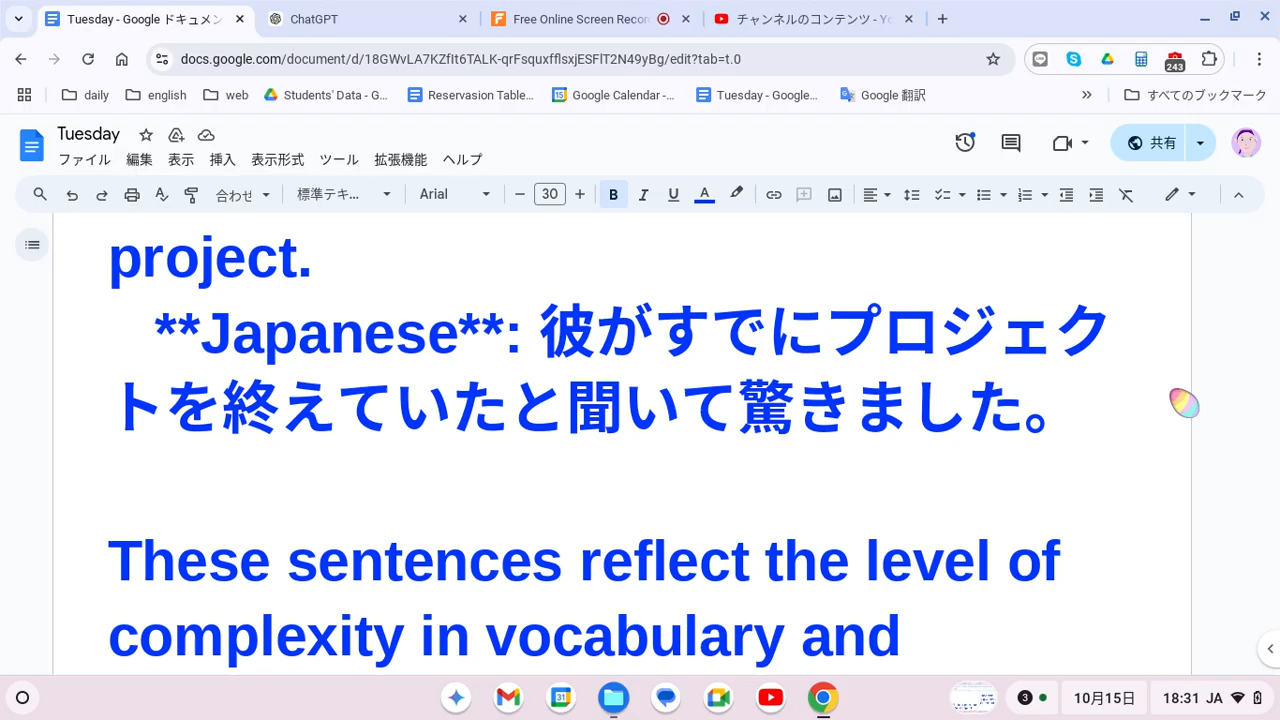 Tuesday - Google ドキュメン
ChatGPT
Free Online Screen Recor
チャンネルのコンテンツ - Yo
docs.google.com/document/d/
/edit?tab=t.0
243
daily
english
web
Students' Data - G...
Reservasion Table...
Google Calendar -...
Tuesday - Google...
Google 翻訳
すべてのブックマーク
Tuesday
共有
ファイル 編集 表示 挿入 表示形式 ツール 拡張機能 ヘルプ
合わせ
標準テキ...
Arial
30
project.
**Japanese**: 彼がすでにプロジェク
トを終えていたと聞いて驚きました。
These sentences reflect the level of
complexity in vocabulary and
31
3
10月15日
18:31 JA